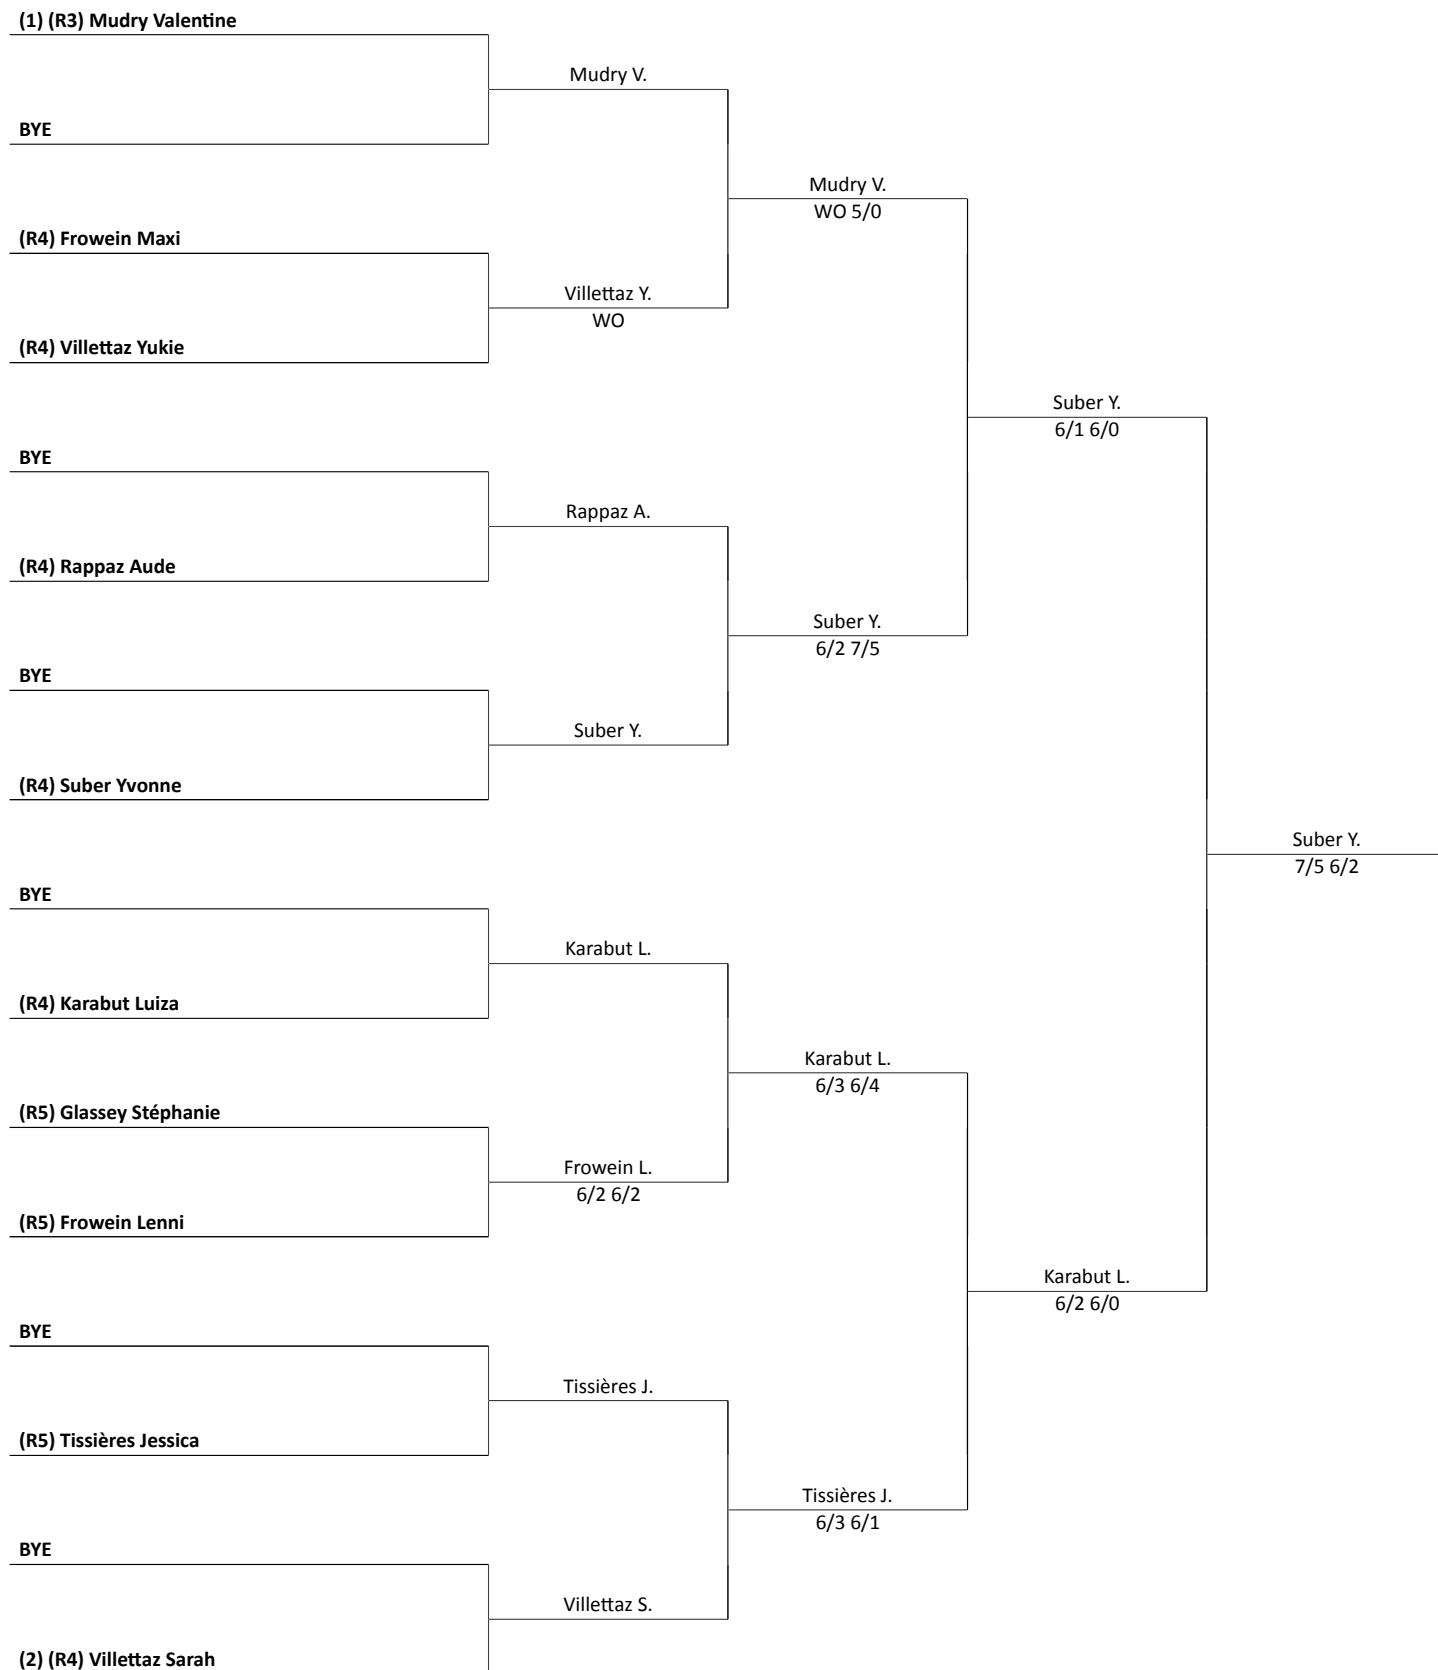 (1) (R3) Mudry Valentine
Mudry V.
BYE
Mudry V.
WO 5/0
(R4) Frowein Maxi
Villettaz Y.
WO
(R4) Villettaz Yukie
Suber Y.
6/1 6/0
BYE
Rappaz A.
(R4) Rappaz Aude
Suber Y.
6/2 7/5
BYE
Suber Y.
(R4) Suber Yvonne
Suber Y.
7/5 6/2
BYE
Karabut L.
(R4) Karabut Luiza
Karabut L.
6/3 6/4
(R5) Glassey Stéphanie
Frowein L.
6/2 6/2
(R5) Frowein Lenni
Karabut L.
6/2 6/0
BYE
Tissières J.
(R5) Tissières Jessica
Tissières J.
6/3 6/1
BYE
Villettaz S.
(2) (R4) Villettaz Sarah